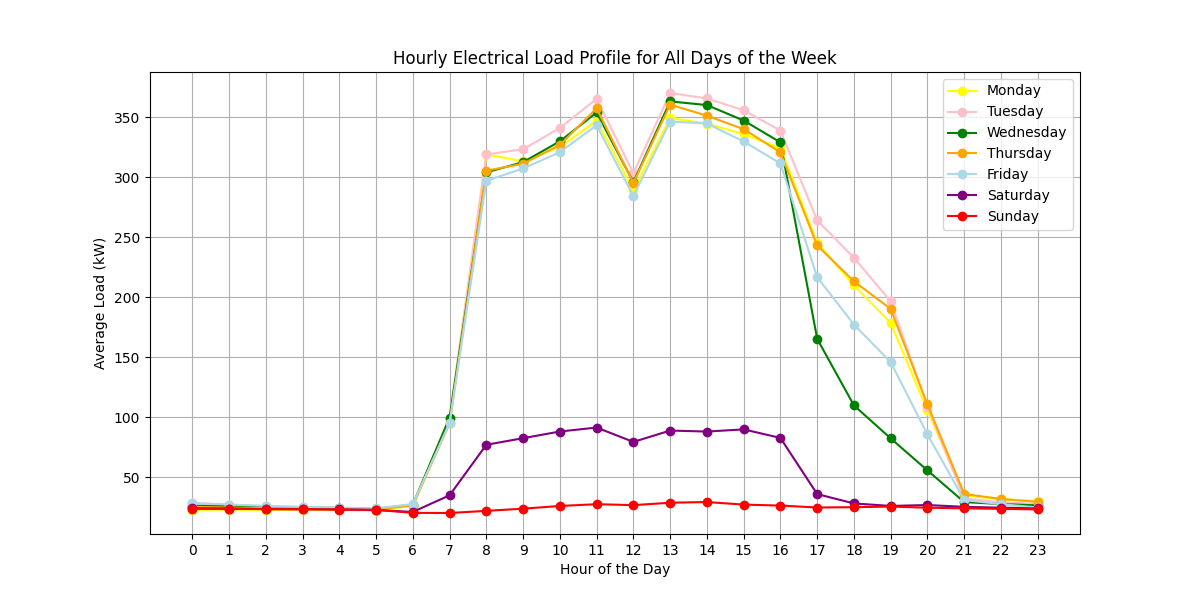 Hourly Electrical Load Profile for All Days of the Week
Average Load (kW)
350
300
250
200
150
100
50
Monday
Tuesday
Wednesday
Thursday
Friday
Saturday
Sunday
0 1 2 3 4 5 6 7 8 9 10 11 12 13 14 15 16 17 18 19 20 21 22 23
Hour of the Day